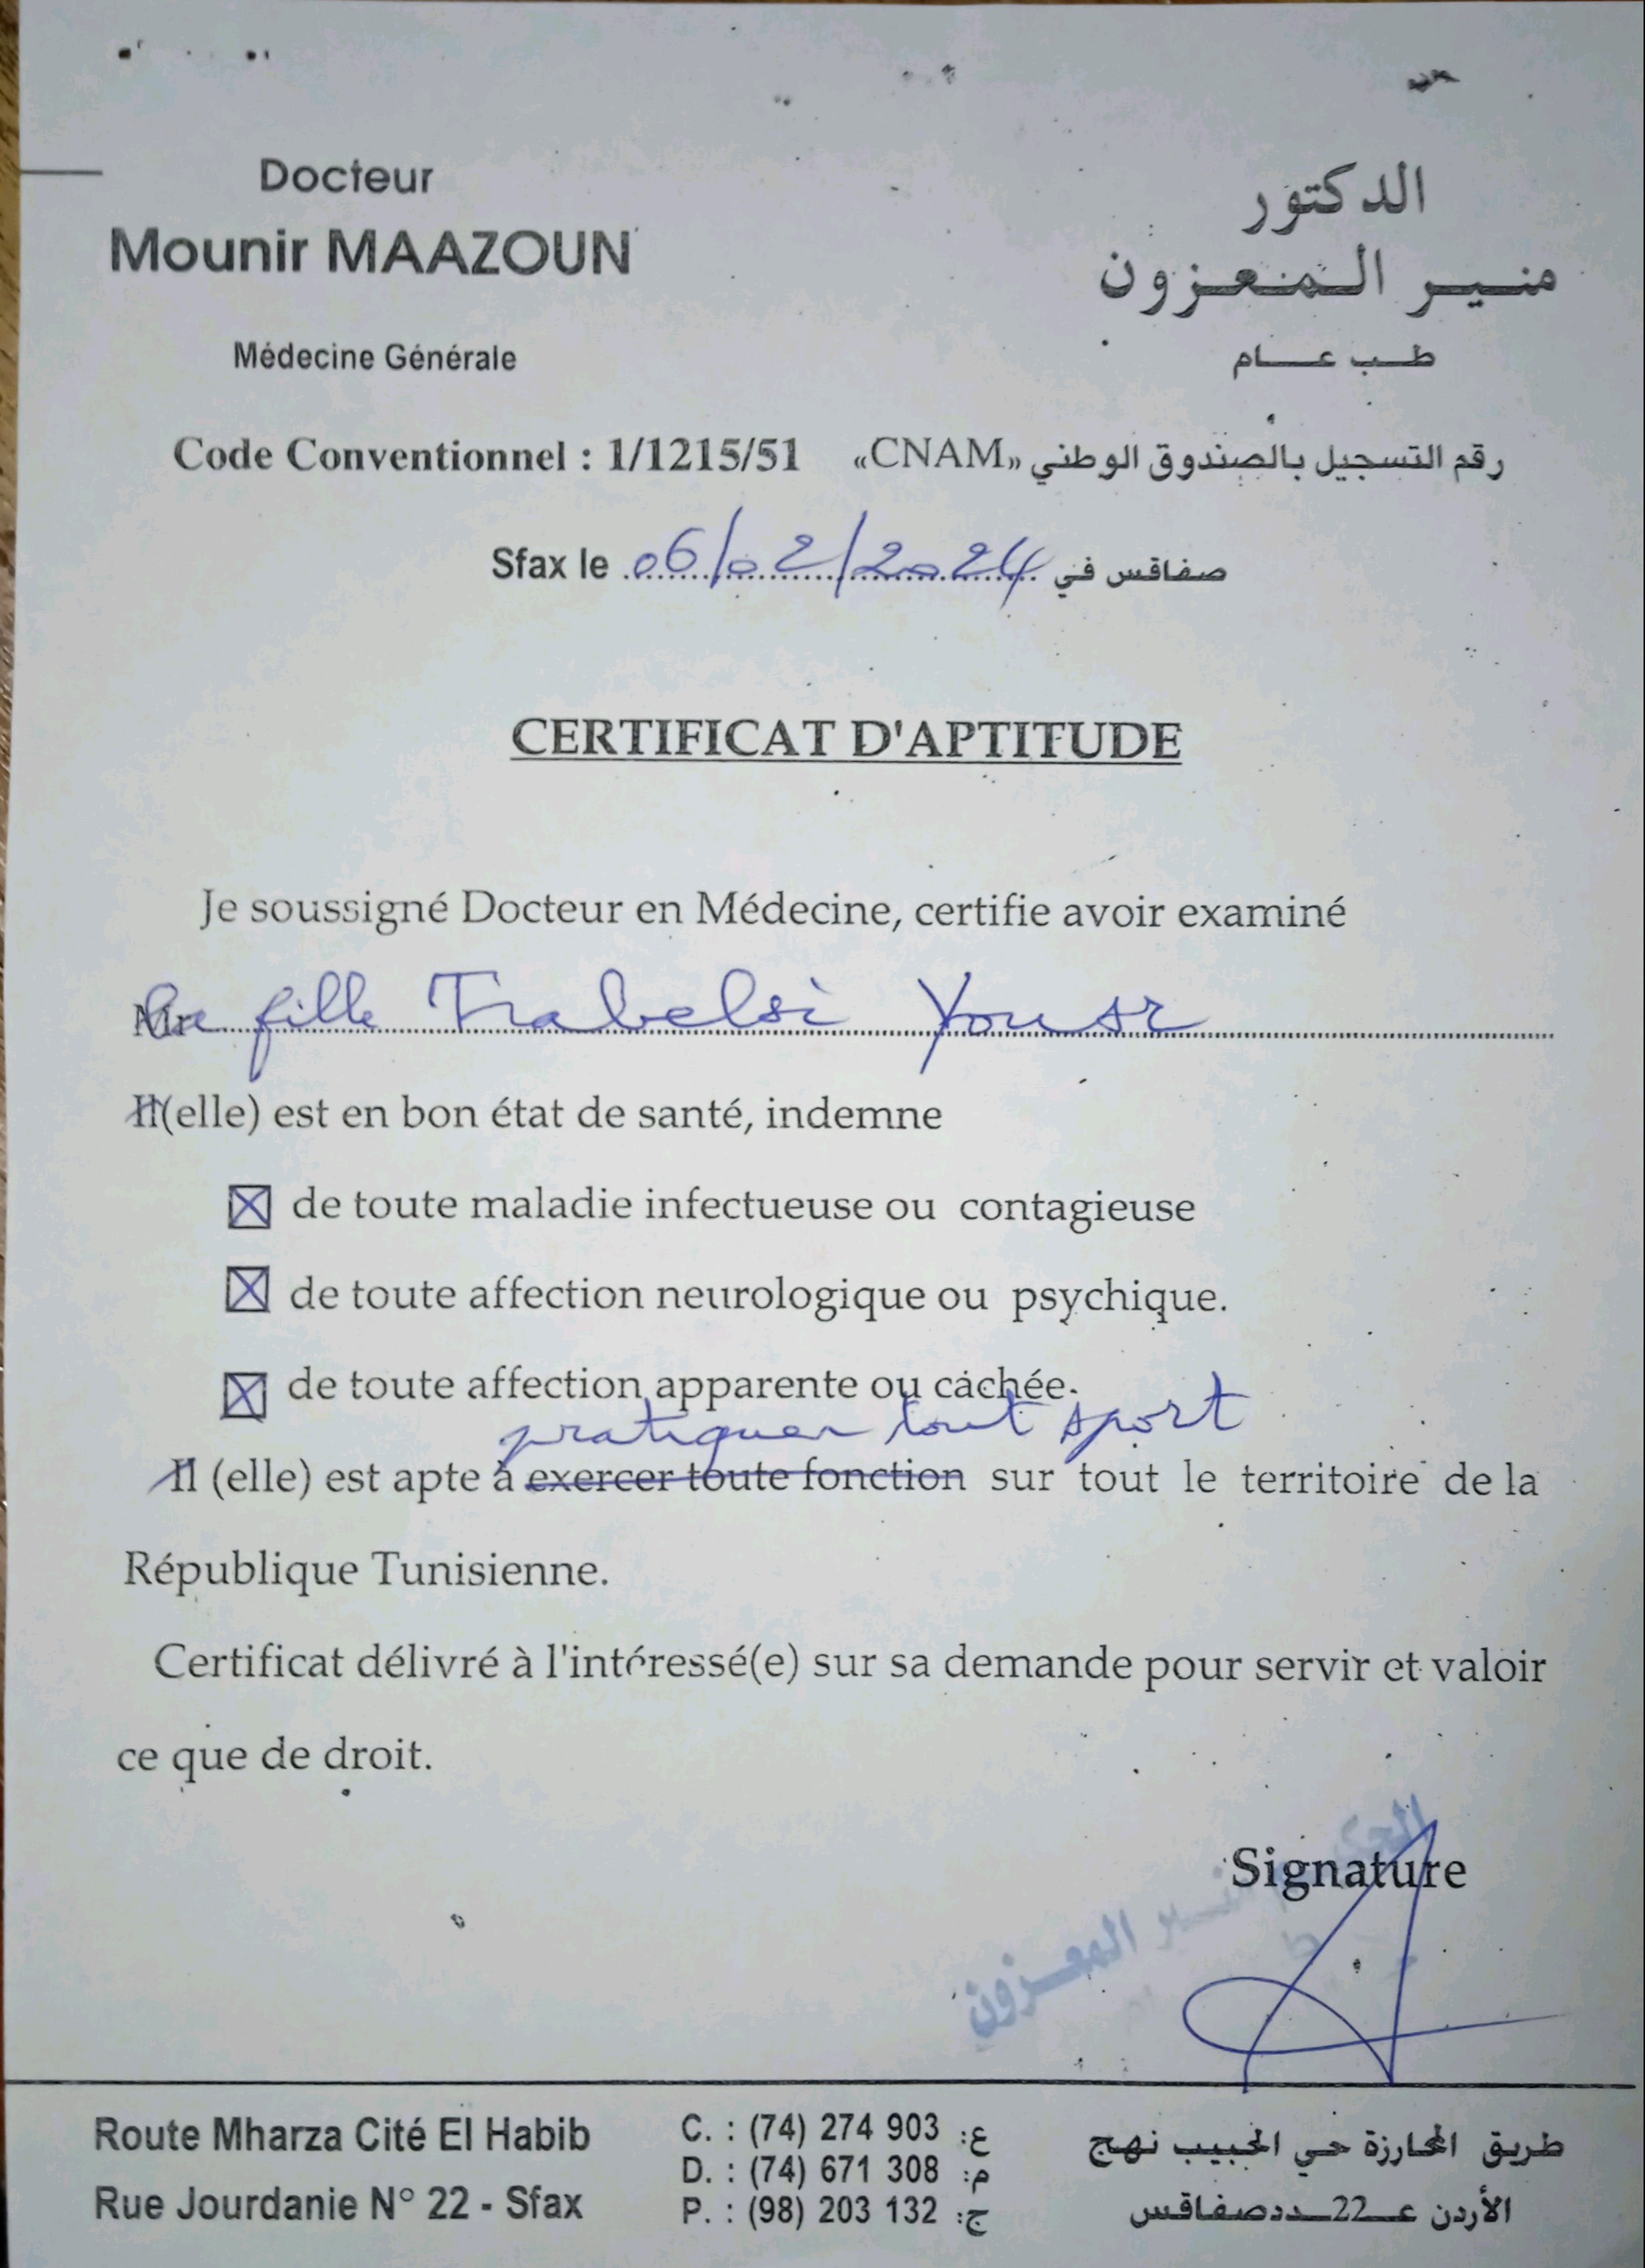 Docteur
Mounir MAAZOUN
Médecine Générale
الدكتور
منير المنعزون
طب عام
Code Conventionnel : 1/1215/51 «CNAM» رقم التسجيل بالصندوق الوطني
Sfax le 06/02/2024 صفاقس في
CERTIFICAT D'APTITUDE
Je soussigné Docteur en Médecine, certifie avoir examiné
La fille Trabelsi Yousr
Il(elle) est en bon état de santé, indemne
☒ de toute maladie infectueuse ou contagieuse
☒ de toute affection neurologique ou psychique.
☒ de toute affection apparente ou cachée.
pratiquer tout sport
Il (elle) est apte à exercer toute fonction sur tout le territoire de la
République Tunisienne.
Certificat délivré à l'intéressé(e) sur sa demande pour servir et valoir
ce que de droit.
Signature
المعزون
Route Mharza Cité El Habib
Rue Jourdanie N° 22 - Sfax
C. : (74) 274 903 ع:
D. : (74) 671 308 م:
P. : (98) 203 132 ج:
طريق المحارزة حي الحبيب نهج
الأردن عـ22ـدد صفاقس